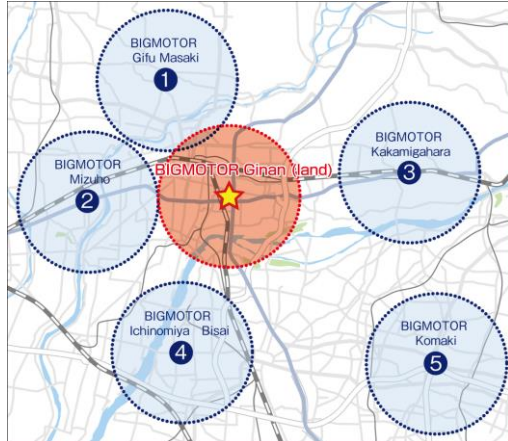 BIGMOTOR
Gifu Masaki
1
BIGMOTOR
Mizuho
2
BIGMOTOR Ginan (land)
BIGMOTOR
Kakamigahara
3
BIGMOTOR
Ichinomiya Bisai
4
BIGMOTOR
Komaki
5